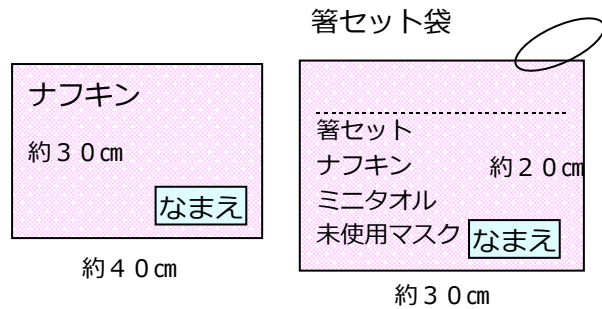 ナフキン
約３０㎝
なまえ
約４０㎝
箸セット袋
箸セット
ナフキン 約２０㎝
ミニタオル
未使用マスク なまえ
約３０㎝